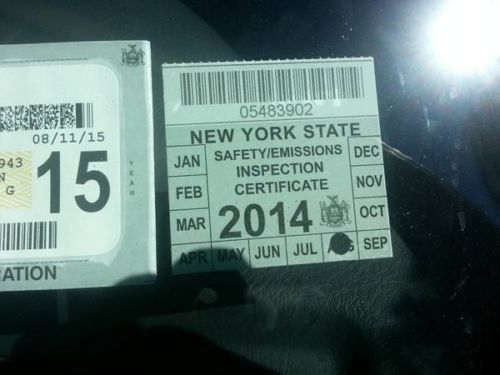 08/11/15
943
N
G
15
YEAR
RATION
05483902
NEW YORK STATE
SAFETY/EMISSIONS
INSPECTION
CERTIFICATE
2014
JAN
FEB
MAR
APR MAY JUN JUL
SEP
OCT
NOV
DEC